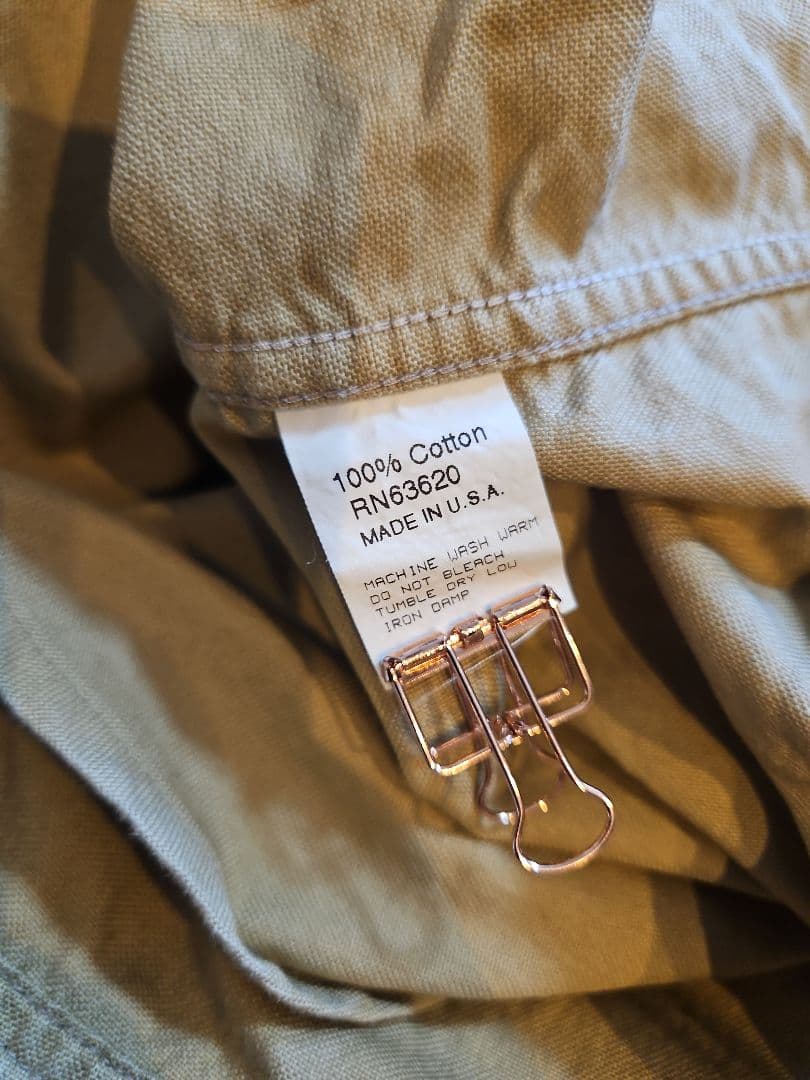 100% Cotton
RN63620
MADE IN U.S.A.
MACHINE WASH WARM
DO NOT BLEACH
TUMBLE DRY LOW
IRON DAMP